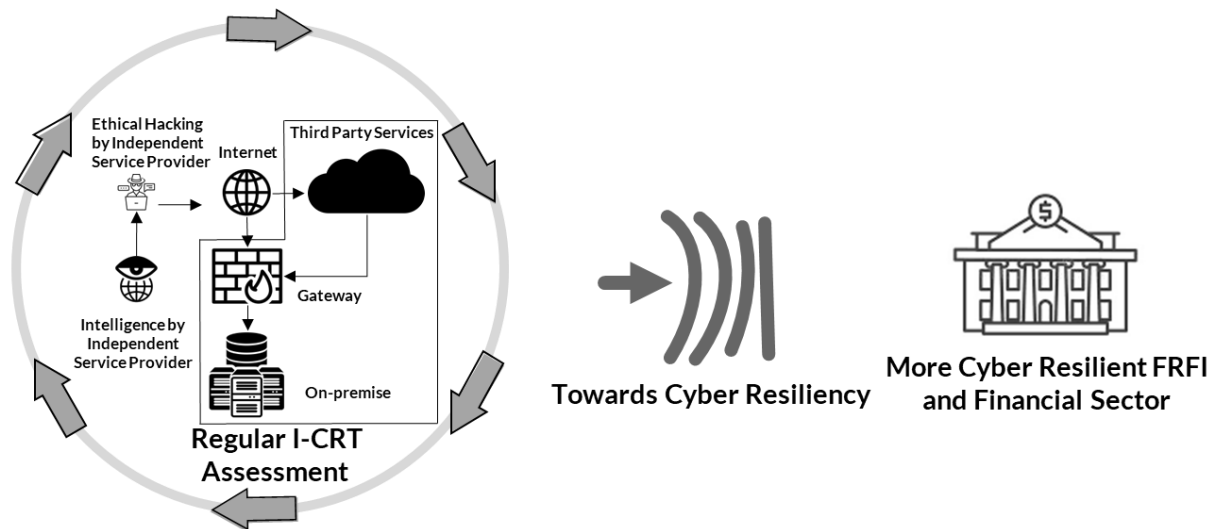 Ethical Hacking
by Independent
Service Provider
Internet
Third Party Services
Gateway
Intelligence by
Independent
Service Provider
On-premise
Regular I-CRT
Assessment
Towards Cyber Resiliency
$
More Cyber Resilient FRFI
and Financial Sector